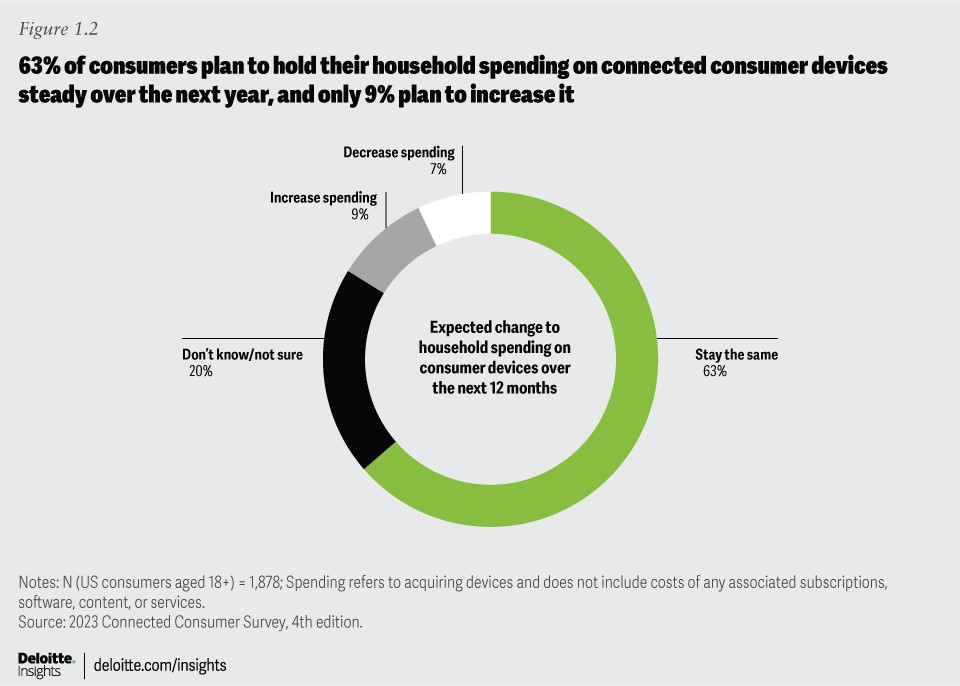 Figure 1.2
63% of consumers plan to hold their household spending on connected consumer devices
steady over the next year, and only 9% plan to increase it
Decrease spending
7%
Increase spending
9%
Expected change to
household spending on
consumer devices over
the next 12 months
Don't know/not sure
20%
Stay the same
63%
Notes: N (US consumers aged 18+) = 1,878; Spending refers to acquiring devices and does not include costs of any associated subscriptions,
software, content, or services.
Source: 2023 Connected Consumer Survey, 4th edition.
Deloitte.
Insights
deloitte.com/insights